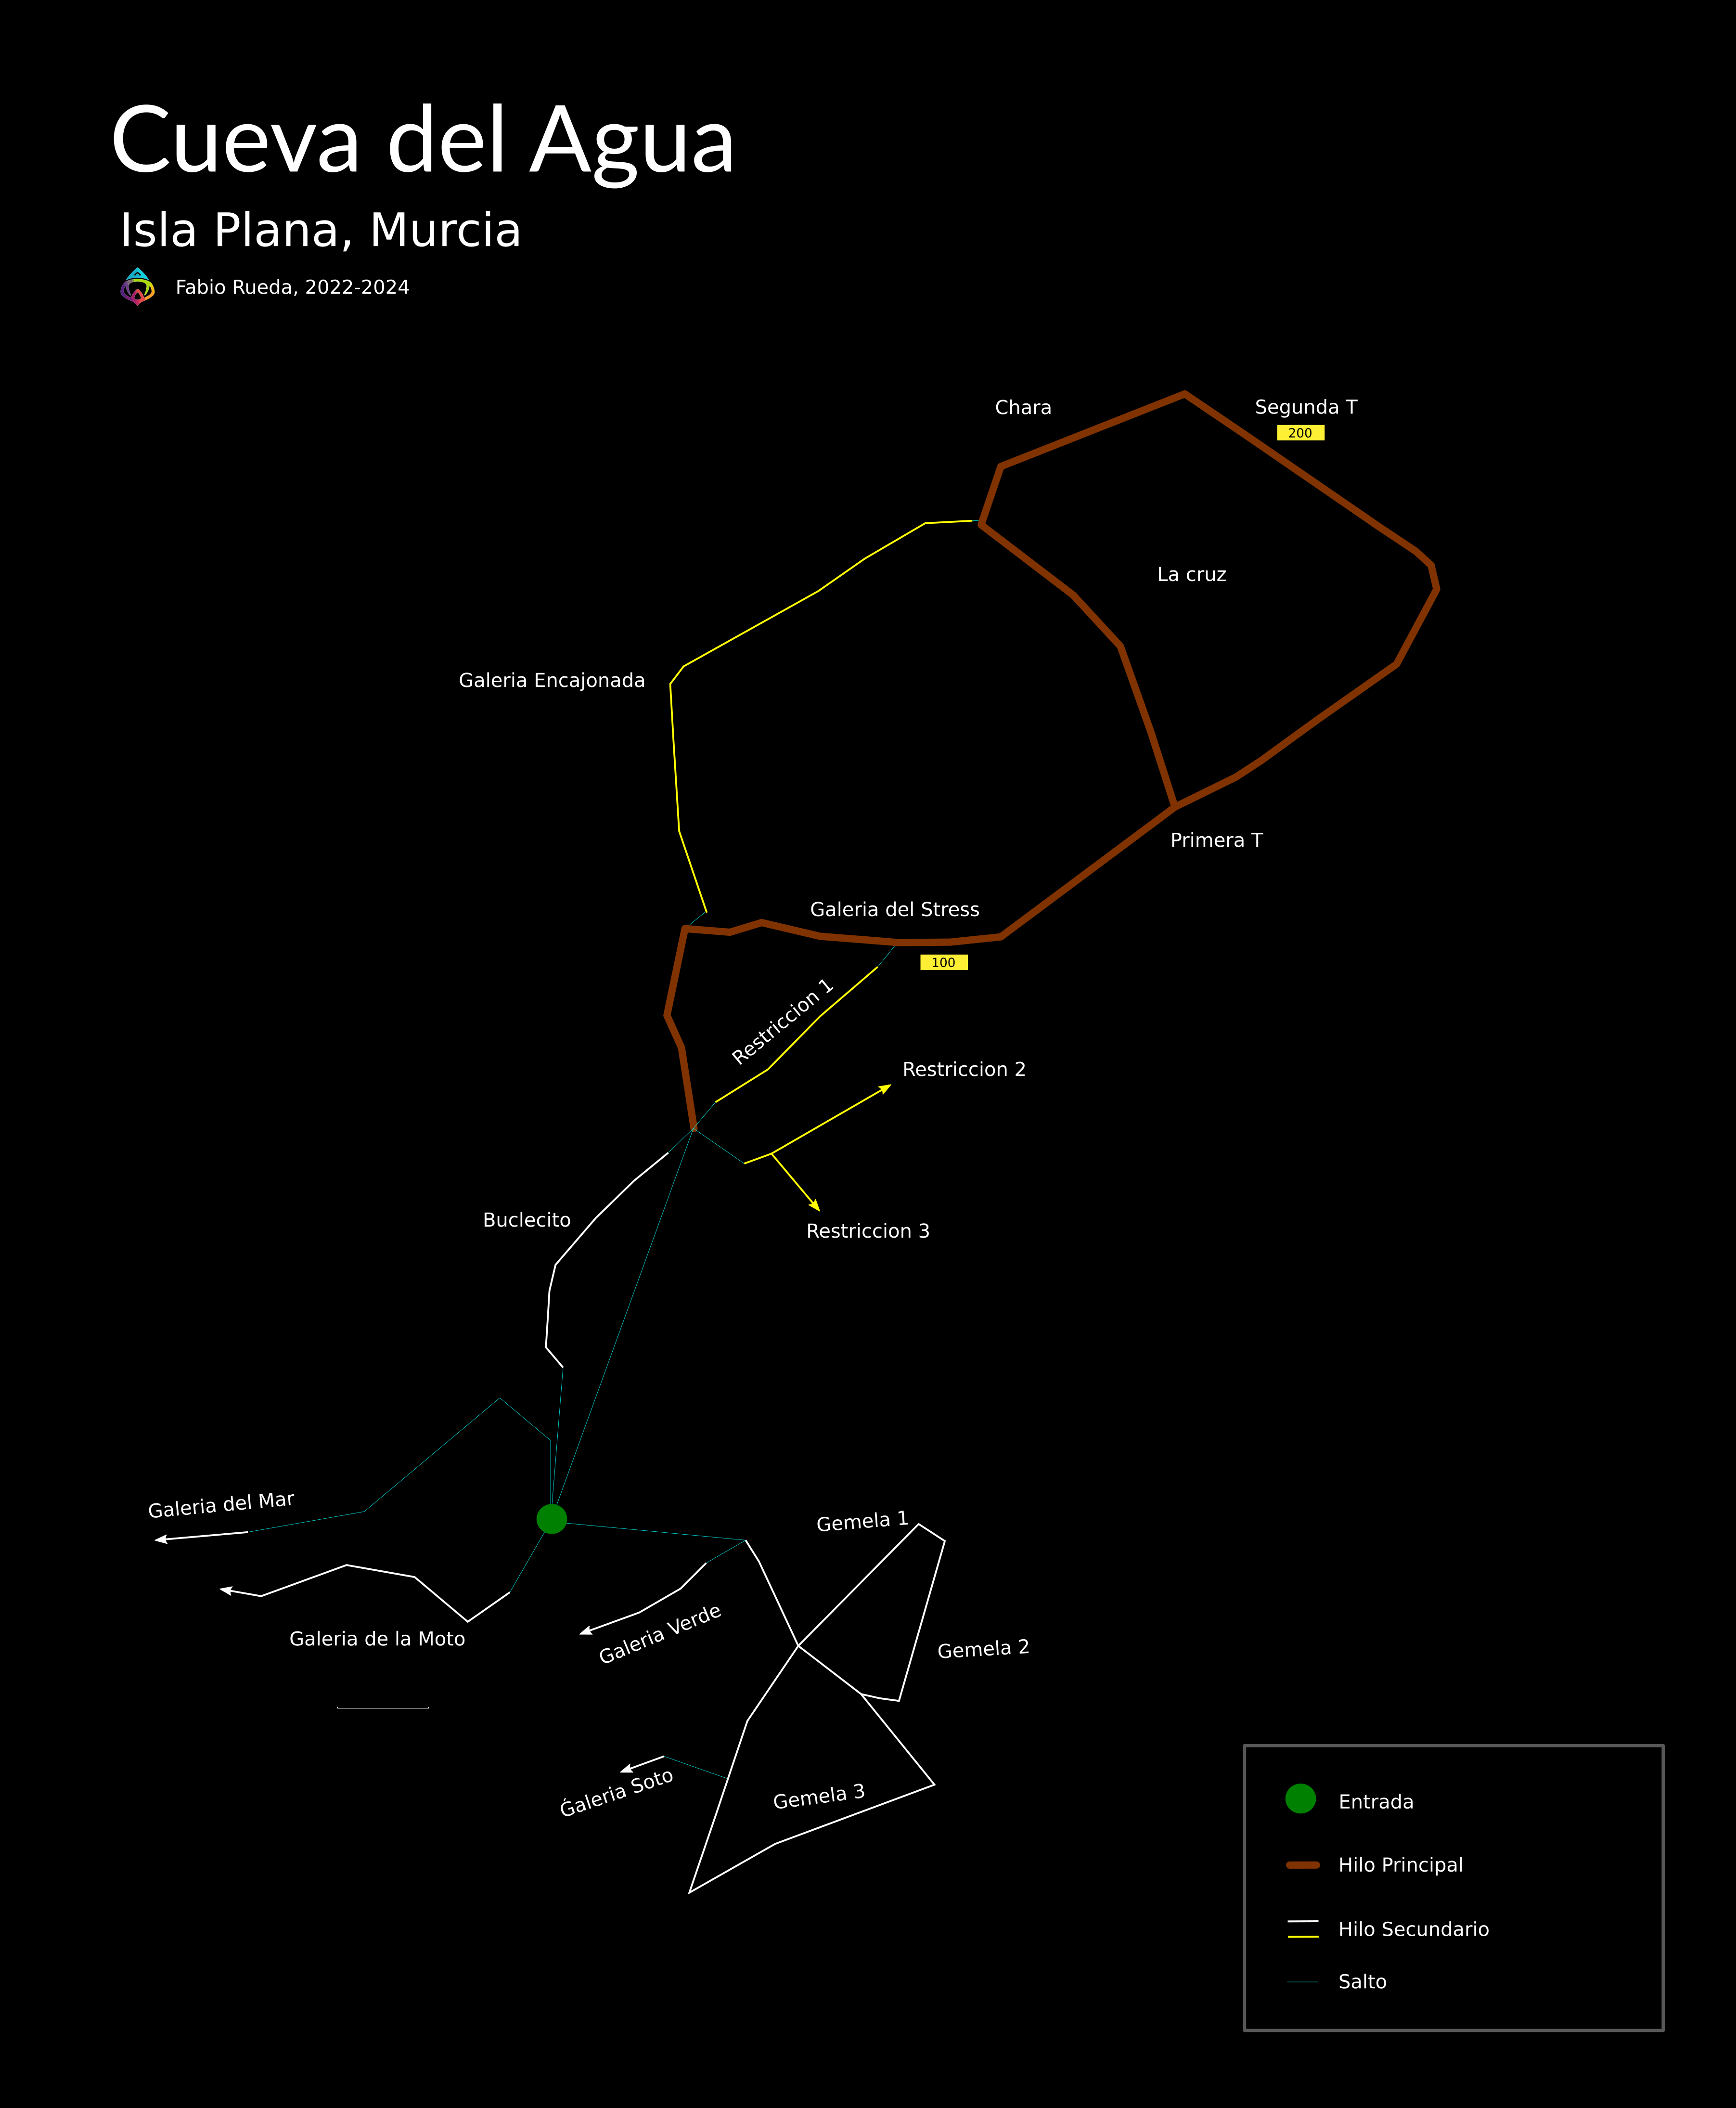 Cueva del Agua
Isla Plana, Murcia
Fabio Rueda, 2022-2024
Chara
Segunda T
200
La cruz
Galeria Encajonada
Primera T
Galeria del Stress
100
Restriccion 1
Restriccion 2
Restriccion 3
Buclecito
Galeria del Mar
Gemela 1
Galeria Verde
Galeria de la Moto
Gemela 2
Ǵaleria Soto
Gemela 3
Entrada
Hilo Principal
Hilo Secundario
Salto